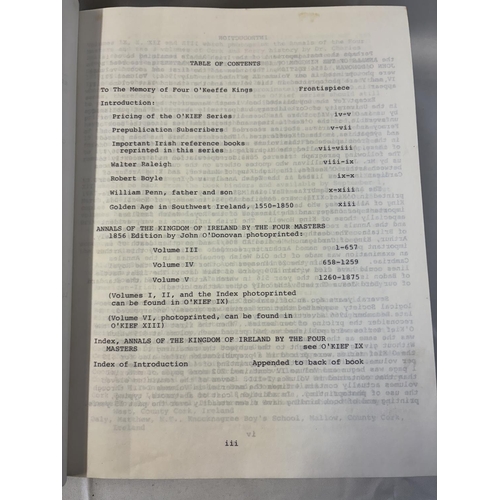 TABLE OF CONTENTS
To The Memory of Four O'Keeffe Kings Frontispiece
Introduction:
Pricing of the O'KIEF Series iv-v
Prepublication Subscribers v-vii
Important Irish reference books
reprinted in this series vii-viii
Walter Raleigh viii-ix
Robert Boyle ix-x
William Penn, father and son x-xiii
Golden Age in Southwest Ireland, 1550-1850 xiii
ANNALS OF THE KINGDOM OF IRELAND BY THE FOUR MASTERS
1856 Edition by John O'Donovan photoprinted:
Volume III 1-657
Volume IV 658-1259
Volume V 1260-1875
(Volumes I, II, and the Index photoprinted
can be found in O'KIEF IX)
(Volume VI, photoprinted, can be found in
O'KIEF XIII)
Index, ANNALS OF THE KINGDOM OF IRELAND BY THE FOUR
MASTERS see O'KIEF IX
Index of Introduction Appended to back of book
iii